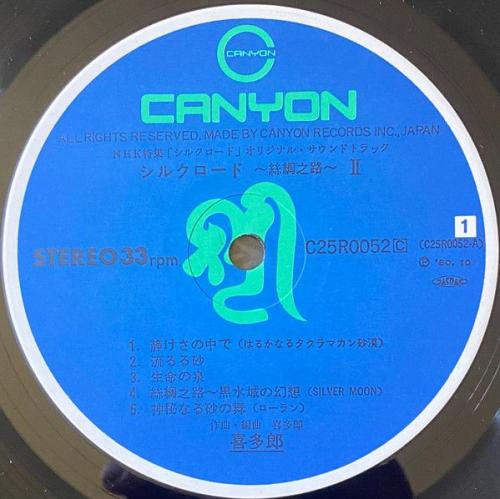 CANYON
CANYON
ALL RIGHTS RESERVED. MADE BY CANYON RECORDS INC., JAPAN
NHK特集「シルクロード」オリジナル・サウンドトラック
シルクロード 〜絲綢之路〜 II
1
STEREO 33 rpm
C25R0052 C (C25R0052-A)
Ⓟ '80. 10
JASRAC
1. 静けさの中で (はるかなるタクラマカン砂漠)
2. 流るる砂
3. 生命の泉
4. 絲綢之路〜黒水城の幻想 (SILVER MOON)
5. 神秘なる砂の舞 (ローラン)
作曲・編曲 喜多郎
喜多郎